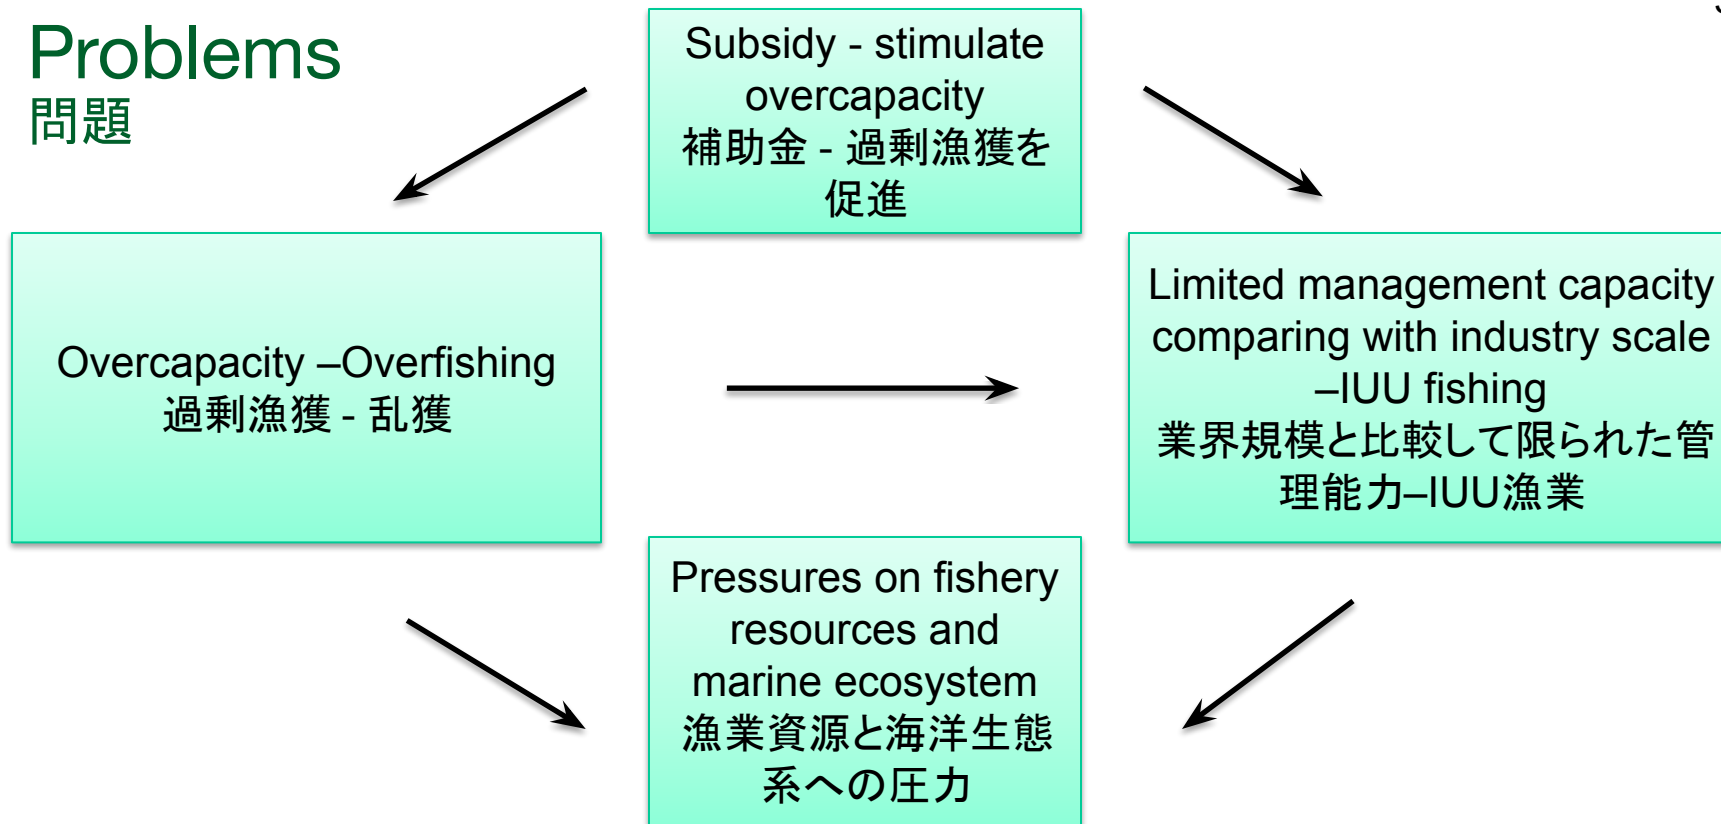 Problems
問題
Subsidy - stimulate
overcapacity
補助金 - 過剰漁獲を
促進
Overcapacity –Overfishing
過剰漁獲 - 乱獲
Limited management capacity
comparing with industry scale
–IUU fishing
業界規模と比較して限られた管
理能力–IUU漁業
Pressures on fishery
resources and
marine ecosystem
漁業資源と海洋生態
系への圧力